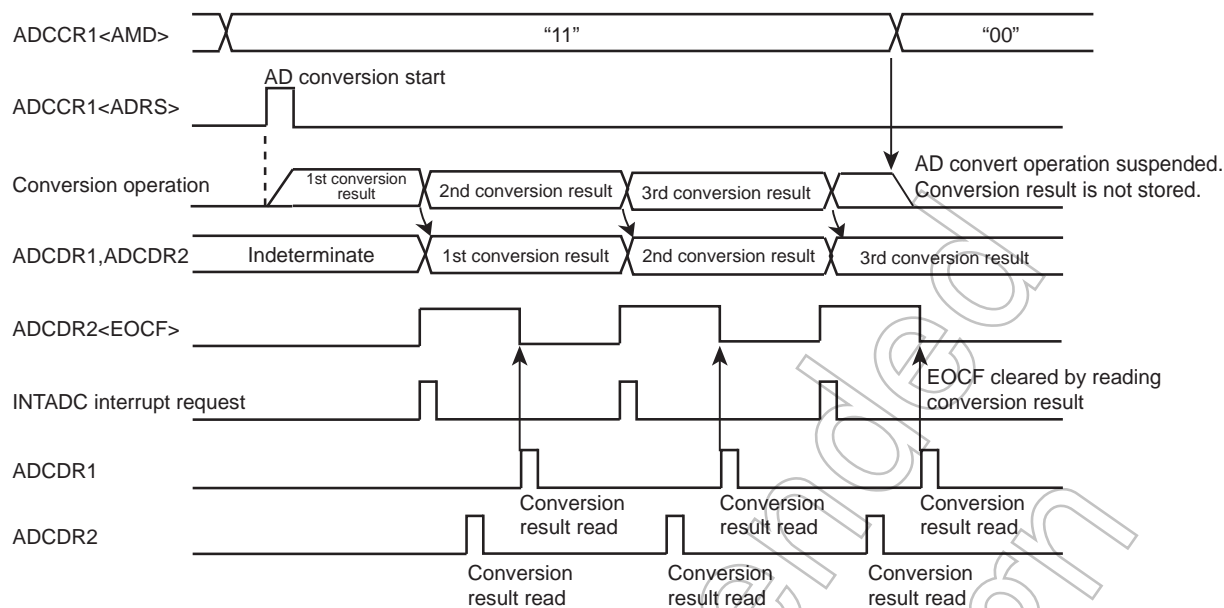 ADCCR1<AMD>
“11”
“00”
AD conversion start
ADCCR1<ADRS>
AD convert operation suspended.
Conversion result is not stored.
Conversion operation
1st conversion
result
2nd conversion result
3rd conversion result
ADCDR1,ADCDR2
Indeterminate
1st conversion result
2nd conversion result
3rd conversion result
ADCDR2<EOCF>
EOCF cleared by reading
conversion result
INTADC interrupt request
ADCDR1
Conversion
result read
Conversion
result read
Conversion
result read
ADCDR2
Conversion
result read
Conversion
result read
Conversion
result read